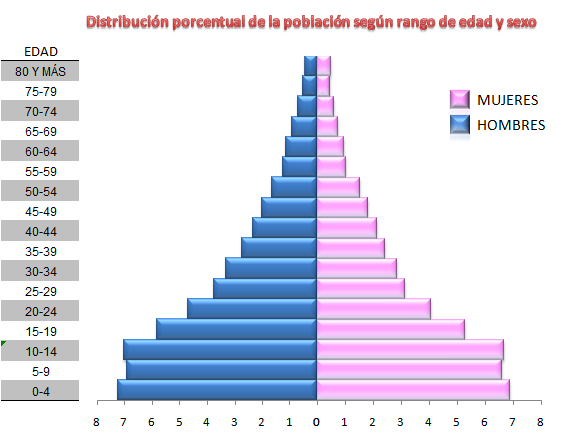 Distribución porcentual de la población según rango de edad y sexo
EDAD
80 Y MÁS
75-79
70-74
65-69
60-64
55-59
50-54
45-49
40-44
35-39
30-34
25-29
20-24
15-19
10-14
5-9
0-4
MUJERES
HOMBRES
8 7 6 5 4 3 2 1 0 1 2 3 4 5 6 7 8